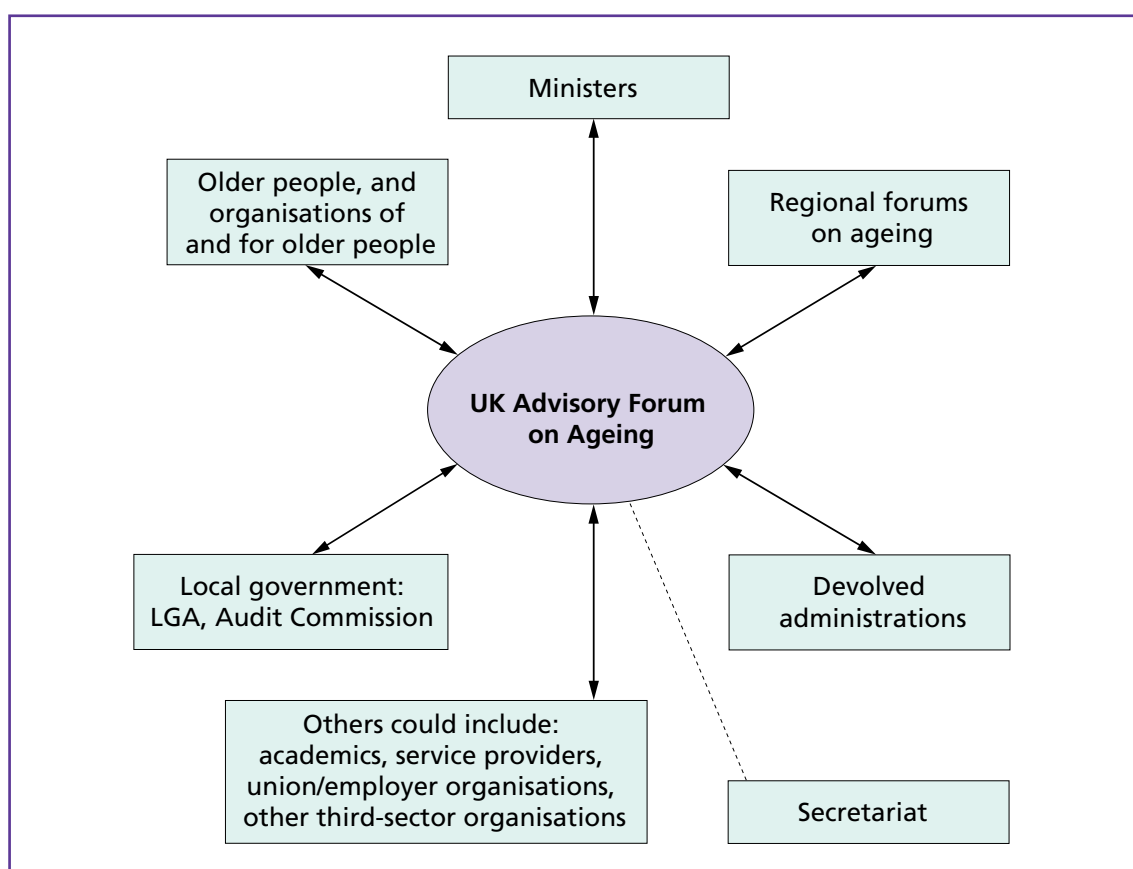 Ministers
Older people, and
organisations of
and for older people
Regional forums
on ageing
UK Advisory Forum
on Ageing
Local government:
LGA, Audit Commission
Devolved
administrations
Others could include:
academics, service providers,
union/employer organisations,
other third-sector organisations
Secretariat